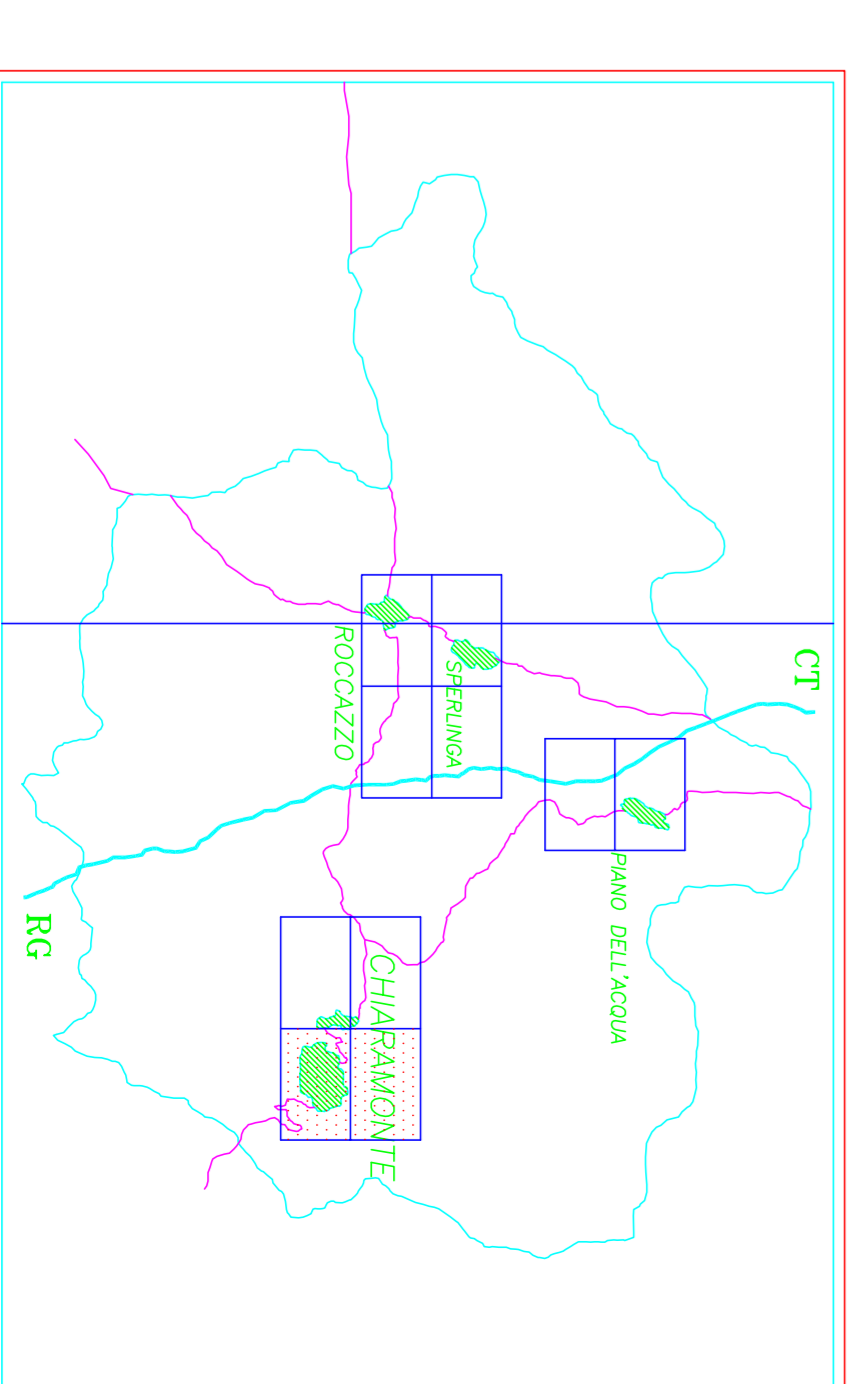 CT
PIANO DELL'ACQUA
SPERLINGA
ROCCAZZO
CHIARAMONTE
RG